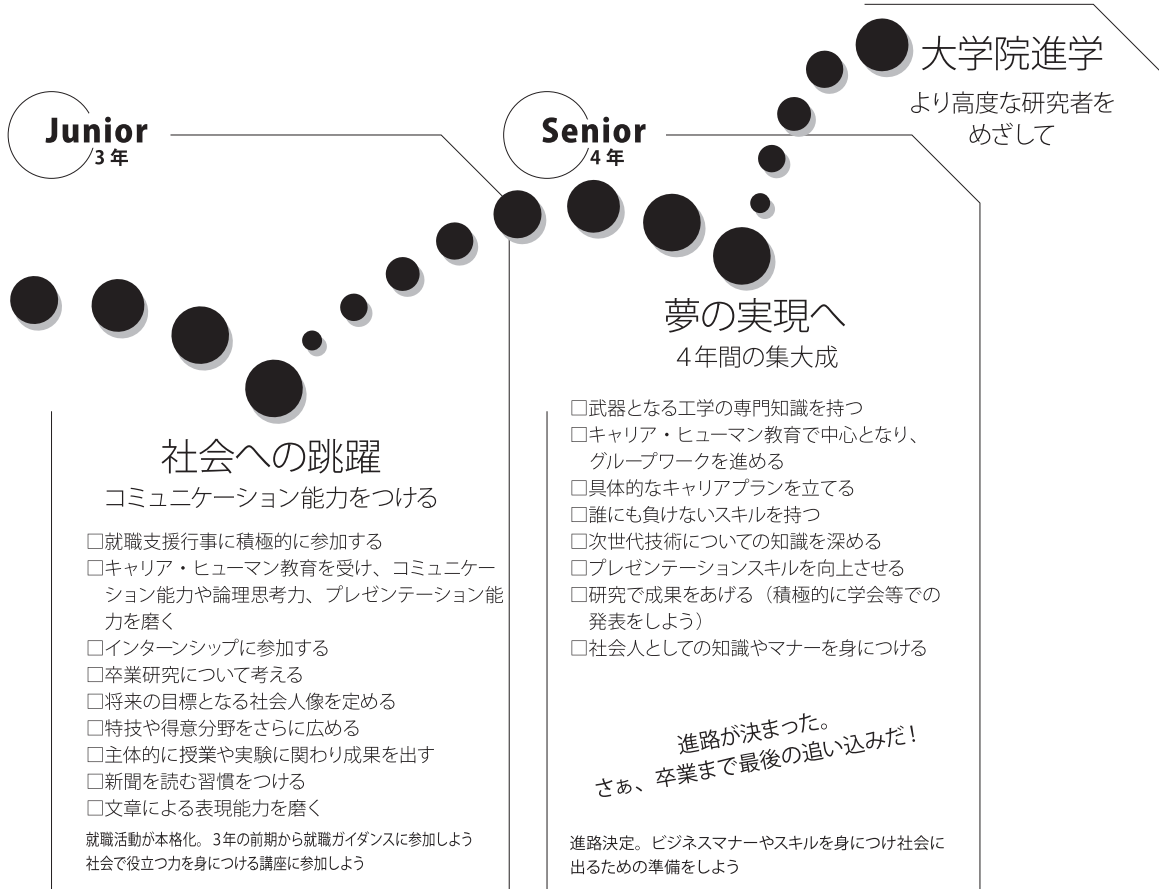 Junior
3年
社会への跳躍
コミュニケーション能力をつける
□就職支援行事に積極的に参加する
□キャリア・ヒューマン教育を受け、コミュニケー
ション能力や論理思考力、プレゼンテーション能
力を磨く
□インターンシップに参加する
□卒業研究について考える
□将来の目標となる社会人像を定める
□特技や得意分野をさらに広める
□主体的に授業や実験に関わり成果を出す
□新聞を読む習慣をつける
□文章による表現能力を磨く
就職活動が本格化。3年の前期から就職ガイダンスに参加しよう
社会で役立つ力を身につける講座に参加しよう
Senior
4年
夢の実現へ
4年間の集大成
□武器となる工学の専門知識を持つ
□キャリア・ヒューマン教育で中心となり、
グループワークを進める
□具体的なキャリアプランを立てる
□誰にも負けないスキルを持つ
□次世代技術についての知識を深める
□プレゼンテーションスキルを向上させる
□研究で成果をあげる（積極的に学会等での
発表をしよう）
□社会人としての知識やマナーを身につける
進路が決まった。
さぁ、卒業まで最後の追い込みだ！
進路決定。ビジネスマナーやスキルを身につけ社会に
出るための準備をしよう
大学院進学
より高度な研究者を
めざして